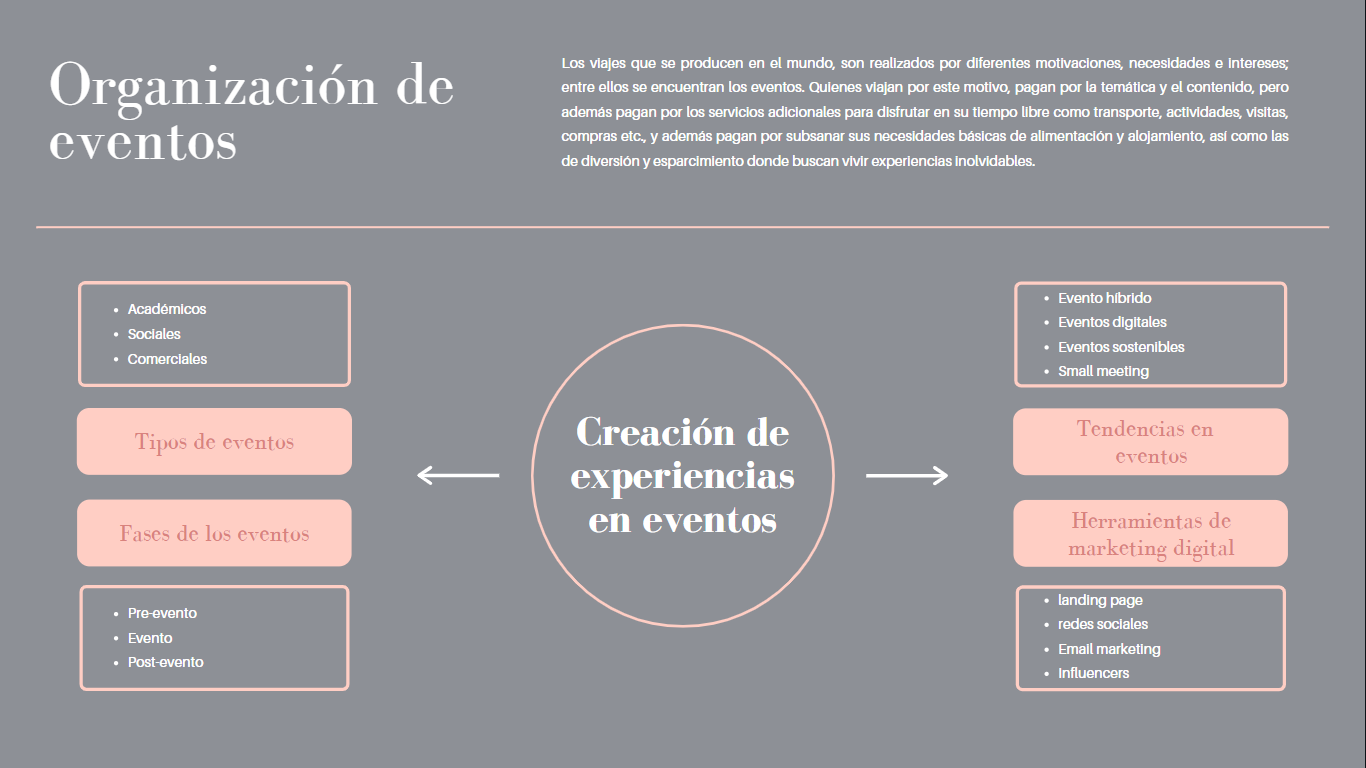 Organización de
eventos
Los viajes que se producen en el mundo, son realizados por diferentes motivaciones, necesidades e intereses;
entre ellos se encuentran los eventos. Quienes viajan por este motivo, pagan por la temática y el contenido, pero
además pagan por los servicios adicionales para disfrutar en su tiempo libre como transporte, actividades, visitas,
compras etc., y además pagan por subsanar sus necesidades básicas de alimentación y alojamiento, así como las
de diversión y esparcimiento donde buscan vivir experiencias inolvidables.
• Académicos
• Sociales
• Comerciales
Tipos de eventos
Fases de los eventos
• Pre-evento
• Evento
• Post-evento
Creación de
experiencias
en eventos
• Evento híbrido
• Eventos digitales
• Eventos sostenibles
• Small meeting
Tendencias en
eventos
Herramientas de
marketing digital
• landing page
• redes sociales
• Email marketing
• Influencers